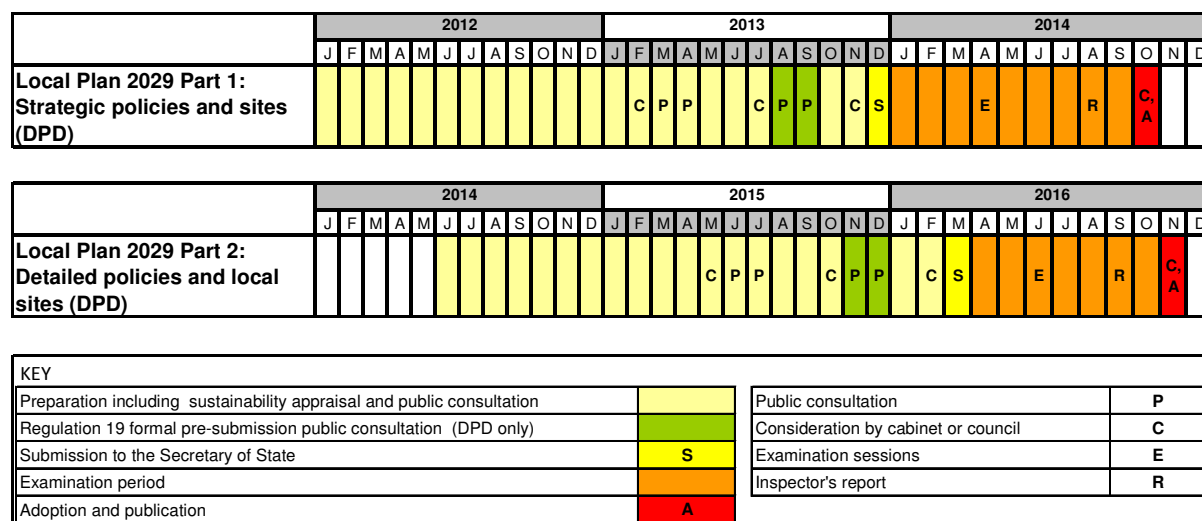 2012 2013 2014
J F M A M J J A S O N D J F M A M J J A S O N D J F M A M J J A S O N D
Local Plan 2029 Part 1:
Strategic policies and sites
(DPD)
C P P C P P C S E R C,
A
2014 2015 2016
J F M A M J J A S O N D J F M A M J J A S O N D J F M A M J J A S O N D
Local Plan 2029 Part 2:
Detailed policies and local
sites (DPD)
C P P C P P C S E R C,
A
KEY
Preparation including sustainability appraisal and public consultation
Regulation 19 formal pre-submission public consultation (DPD only)
Submission to the Secretary of State S
Examination period
Adoption and publication A
Public consultation P
Consideration by cabinet or council C
Examination sessions E
Inspector's report R